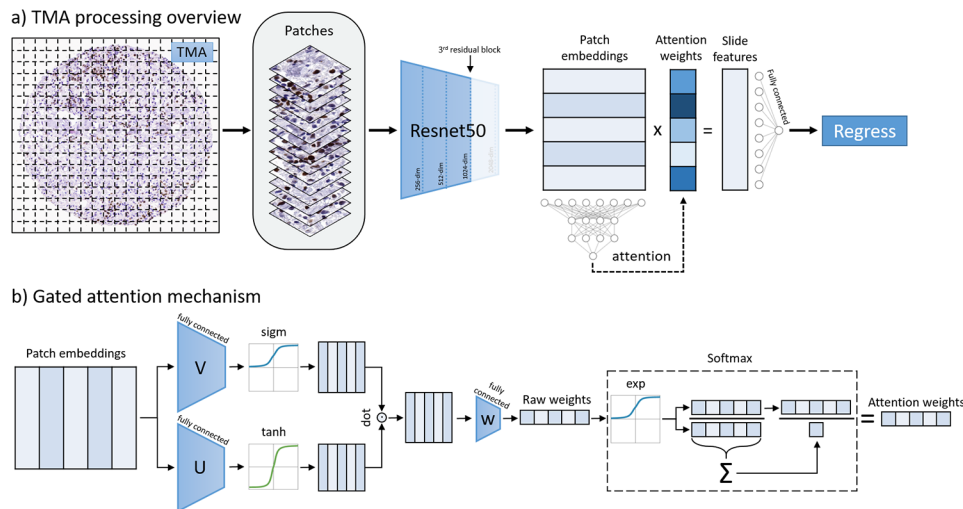 a) TMA processing overview
TMA
Patches
3rd residual block
Resnet50
256-dim
512-dim
1024-dim
Patch
embeddings
x
Attention
weights
=
Slide
features
Fully connected
Regress
attention
b) Gated attention mechanism
Patch embeddings
fully connected
V
sigm
fully connected
U
tanh
dot
fully
connected
W
Raw weights
Softmax
exp
Σ
=
Attention weights